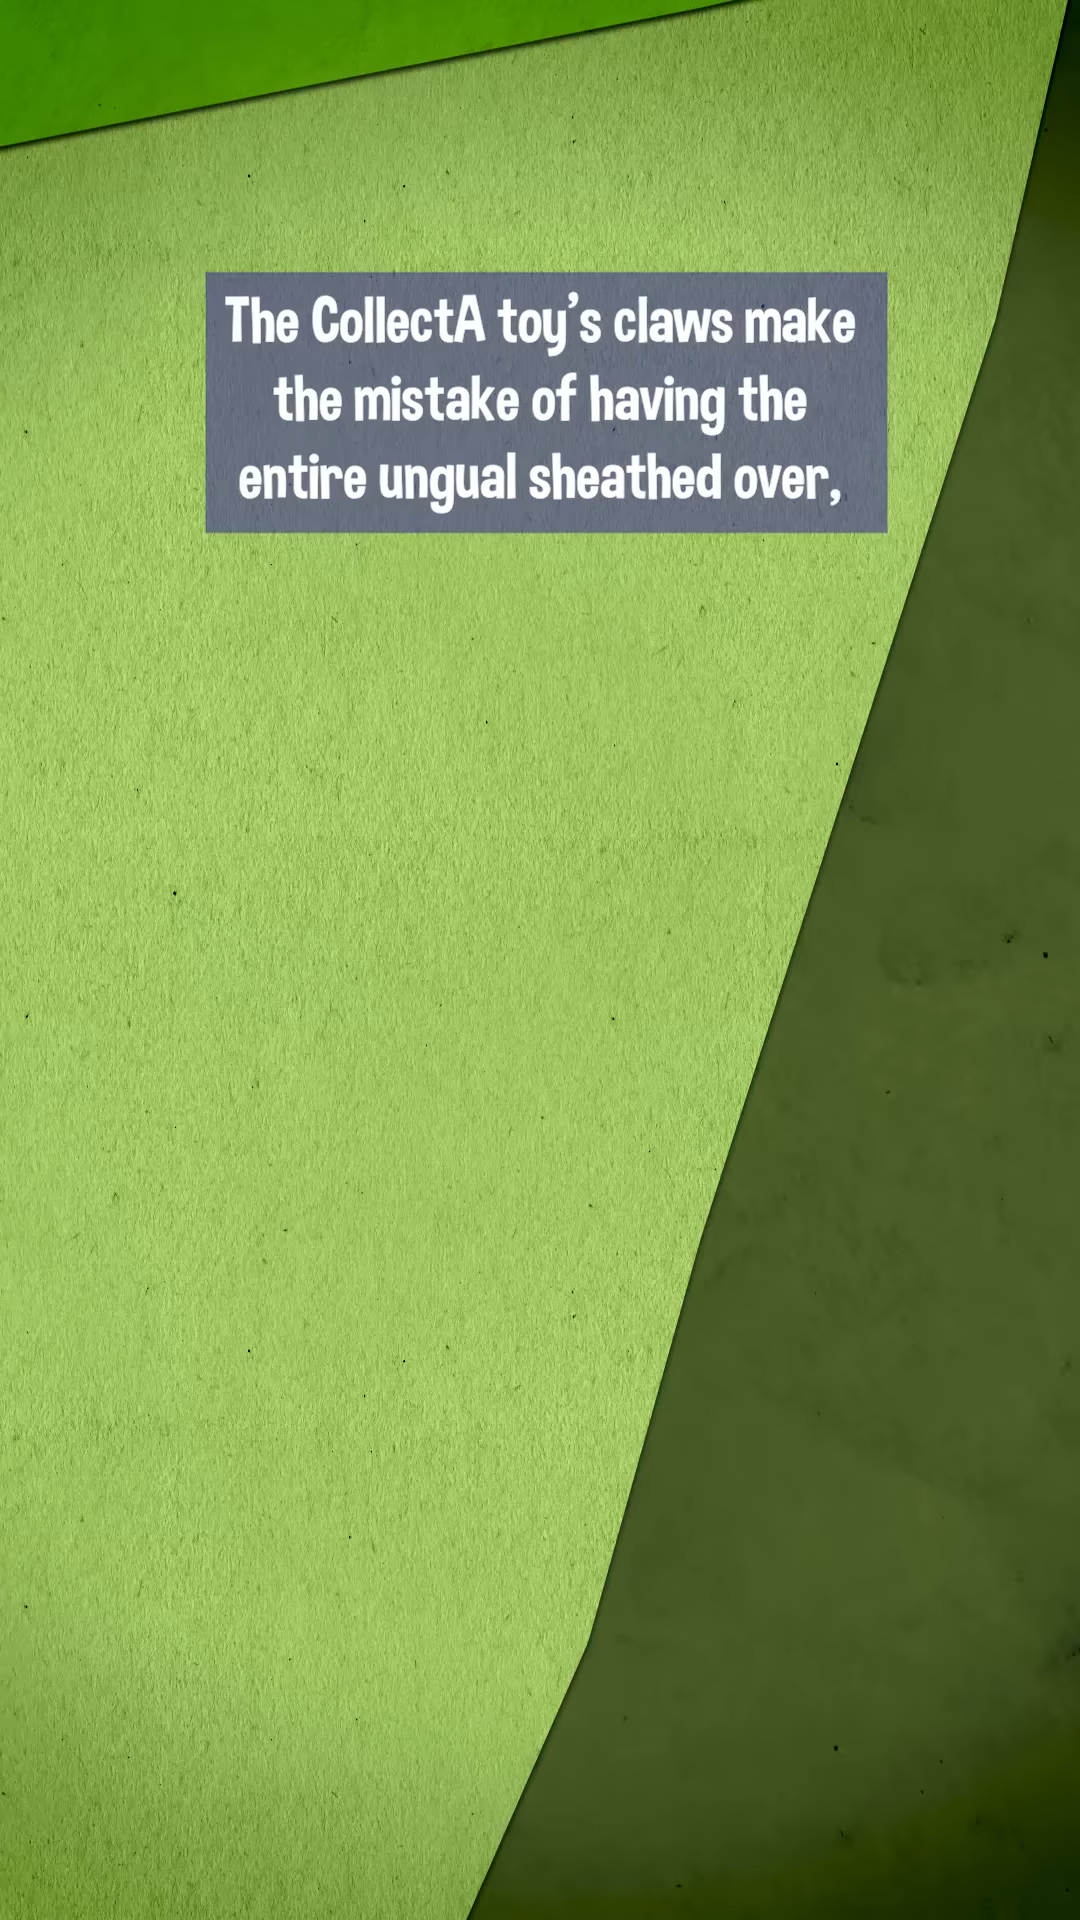 The CollectA toy’s claws make
the mistake of having the
entire ungual sheathed over,